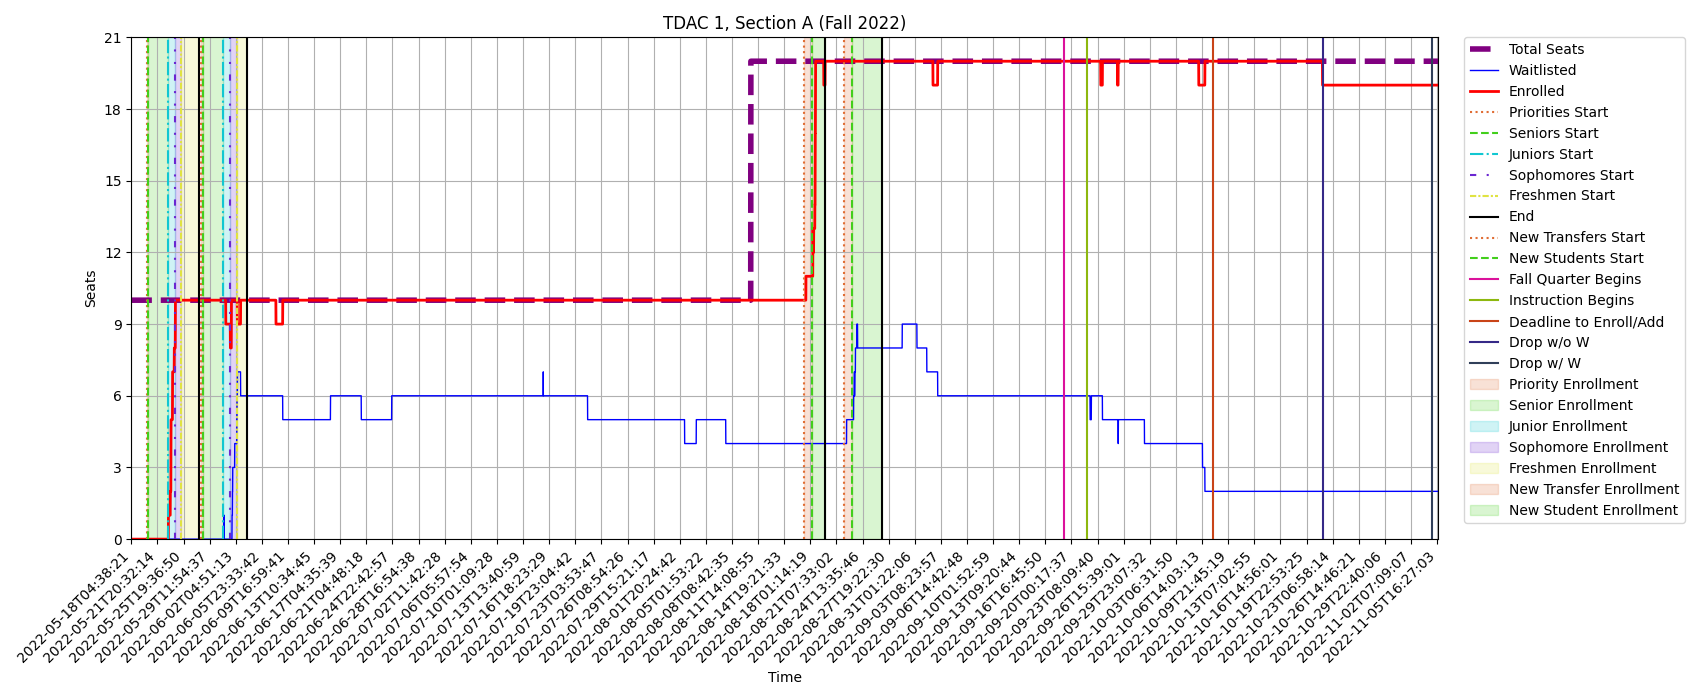 TDAC 1, Section A (Fall 2022)
21
18
15
12
9
6
3
0
Seats
2022-05-18T04:38:21
2022-05-21T20:32:14
2022-05-25T19:36:50
2022-05-29T11:54:37
2022-06-02T04:51:13
2022-06-05T23:33:42
2022-06-09T16:59:41
2022-06-13T10:34:45
2022-06-17T04:35:39
2022-06-21T04:48:18
2022-06-24T22:42:57
2022-06-28T16:54:38
2022-07-02T11:42:28
2022-07-06T05:57:54
2022-07-10T01:09:28
2022-07-13T13:40:59
2022-07-16T18:23:29
2022-07-19T23:04:42
2022-07-23T03:53:47
2022-07-26T08:54:26
2022-07-29T15:21:17
2022-08-01T20:24:42
2022-08-05T01:53:22
2022-08-08T08:42:35
2022-08-11T14:08:55
2022-08-14T19:21:33
2022-08-18T01:14:19
2022-08-21T07:33:02
2022-08-24T13:35:46
2022-08-27T19:22:30
2022-08-31T01:22:06
2022-09-03T08:23:57
2022-09-06T14:42:48
2022-09-10T01:52:59
2022-09-13T09:20:44
2022-09-16T16:45:50
2022-09-20T00:17:37
2022-09-23T08:09:40
2022-09-26T15:39:01
2022-09-29T23:07:32
2022-10-03T06:31:50
2022-10-06T14:03:13
2022-10-09T21:45:19
2022-10-13T07:02:55
2022-10-16T14:56:01
2022-10-19T22:53:25
2022-10-23T06:58:14
2022-10-26T14:46:21
2022-10-29T22:40:06
2022-11-02T07:09:07
2022-11-05T16:27:03
Time
Total Seats
Waitlisted
Enrolled
Priorities Start
Seniors Start
Juniors Start
Sophomores Start
Freshmen Start
End
New Transfers Start
New Students Start
Fall Quarter Begins
Instruction Begins
Deadline to Enroll/Add
Drop w/o W
Drop w/ W
Priority Enrollment
Senior Enrollment
Junior Enrollment
Sophomore Enrollment
Freshmen Enrollment
New Transfer Enrollment
New Student Enrollment